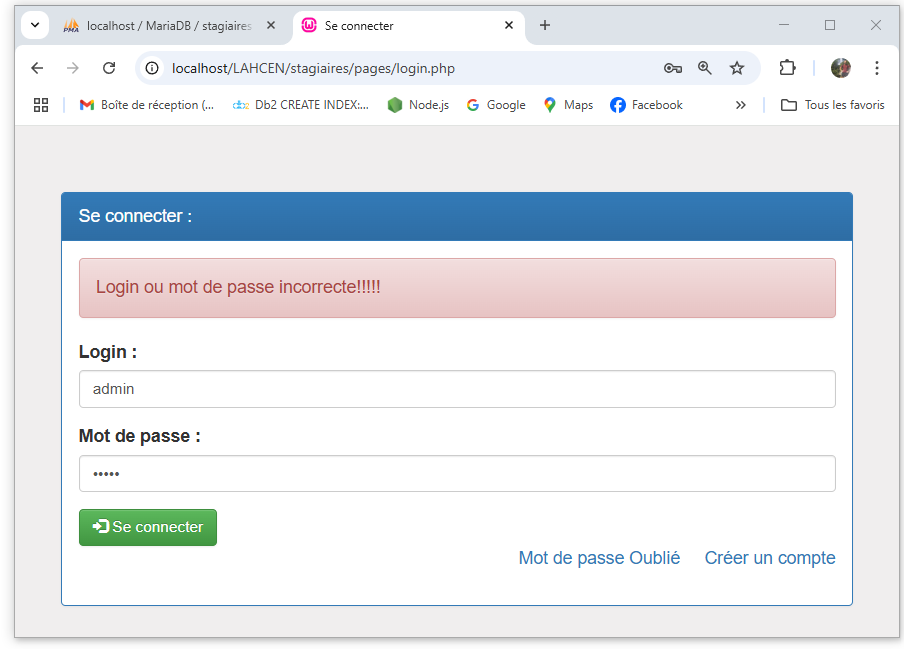 PMA localhost / MariaDB / stagiaires
Se connecter
localhost/LAHCEN/stagiaires/pages/login.php
Boîte de réception (...
Db2 CREATE INDEX:...
Node.js
Google
Maps
Facebook
Tous les favoris
Se connecter :
Login ou mot de passe incorrecte!!!!!
Login :
admin
Mot de passe :
•••••
Se connecter
Mot de passe Oublié
Créer un compte